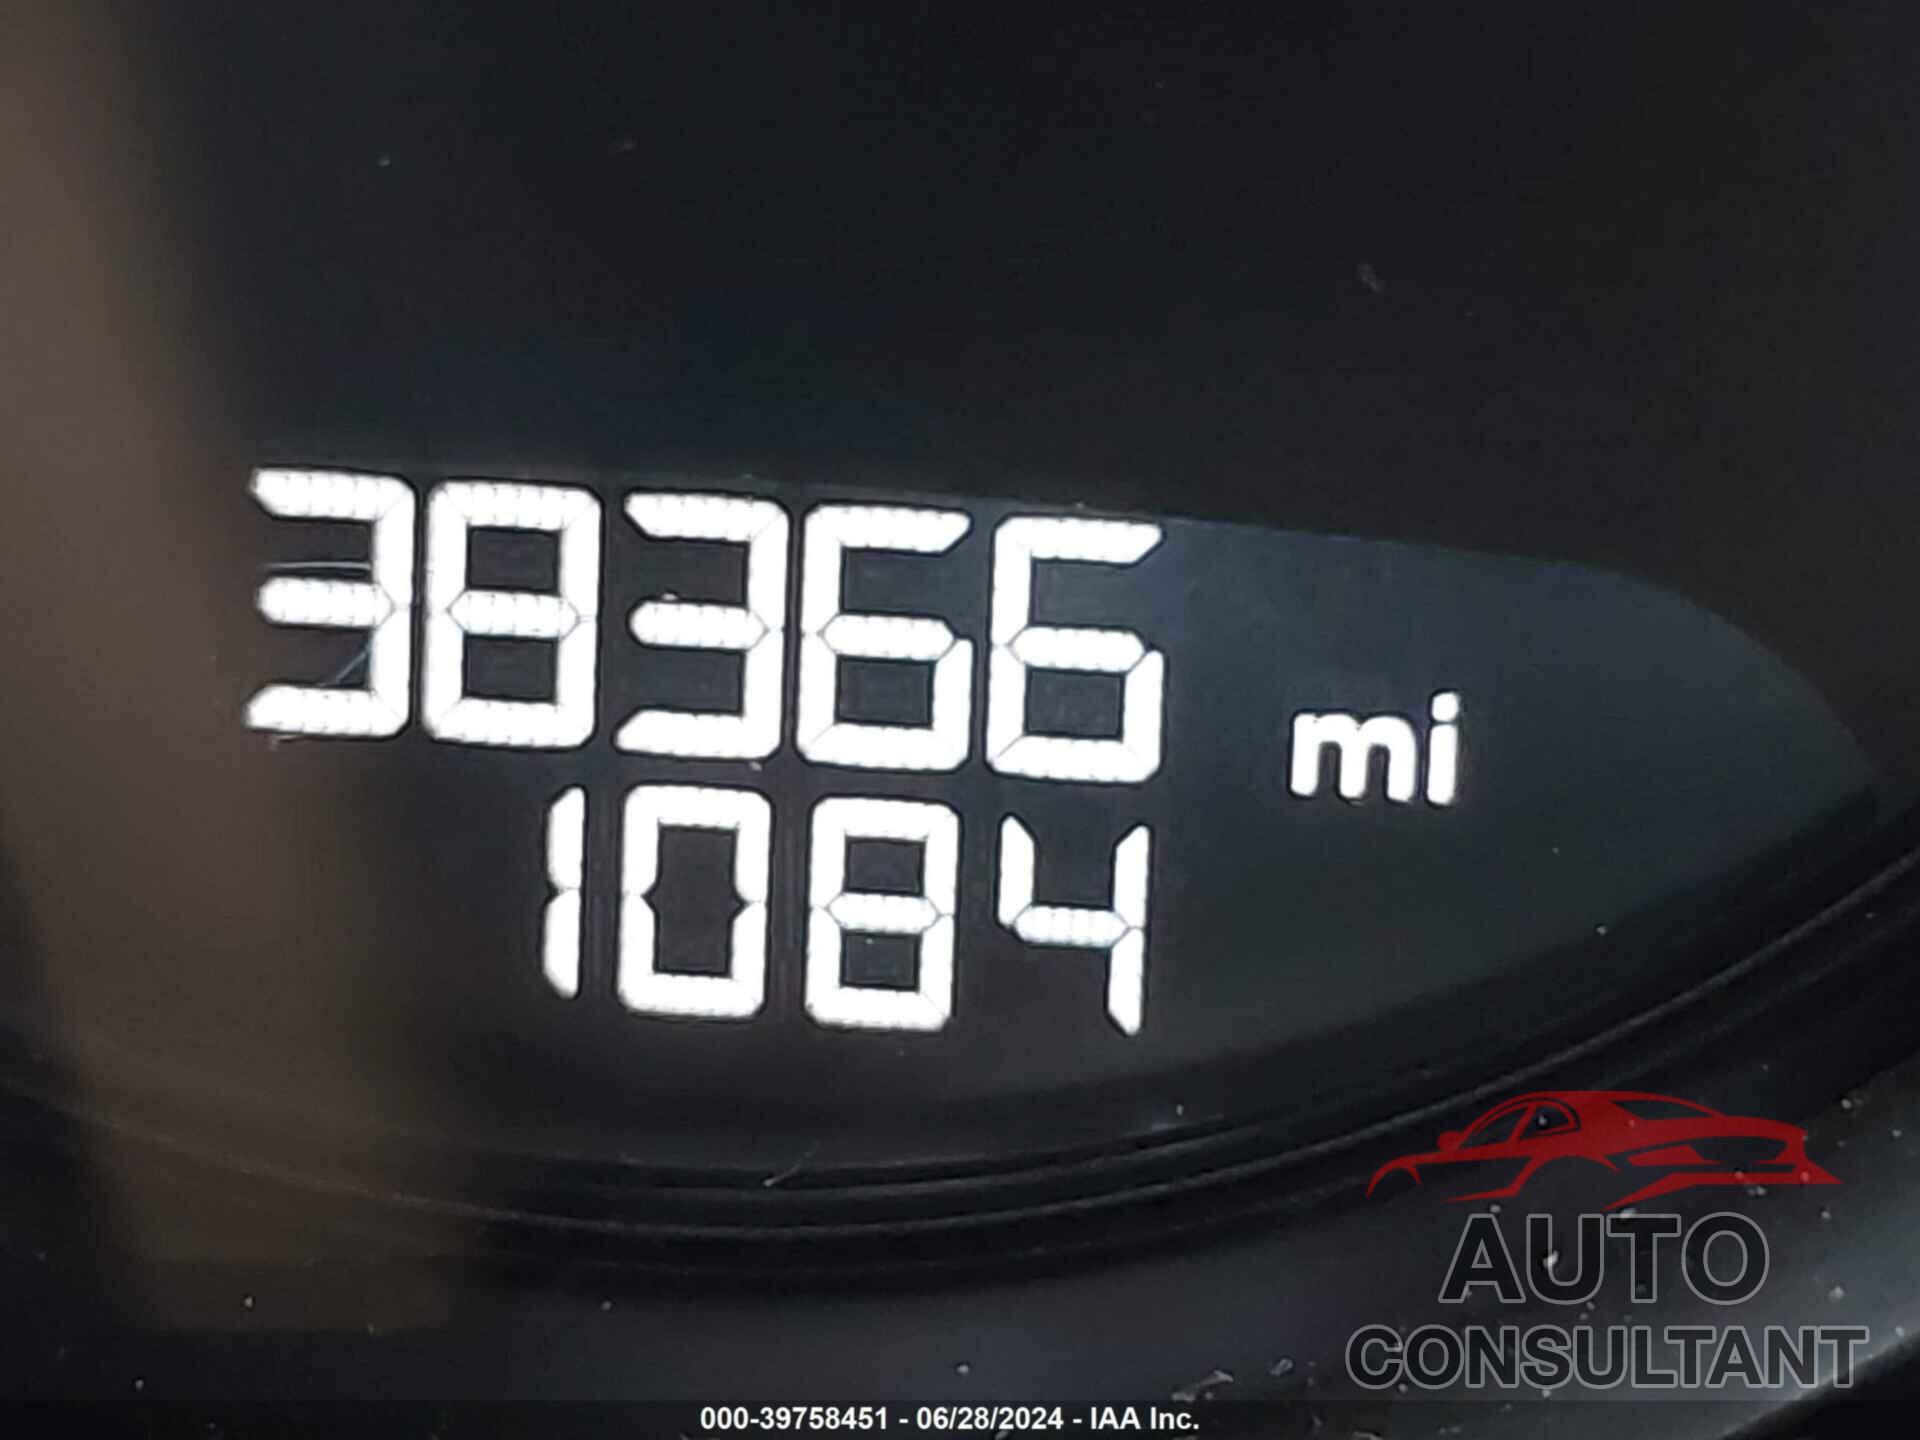 38366 mi
1084
AUTO
CONSULTANT
000-39758451 - 06/28/2024 - IAA Inc.